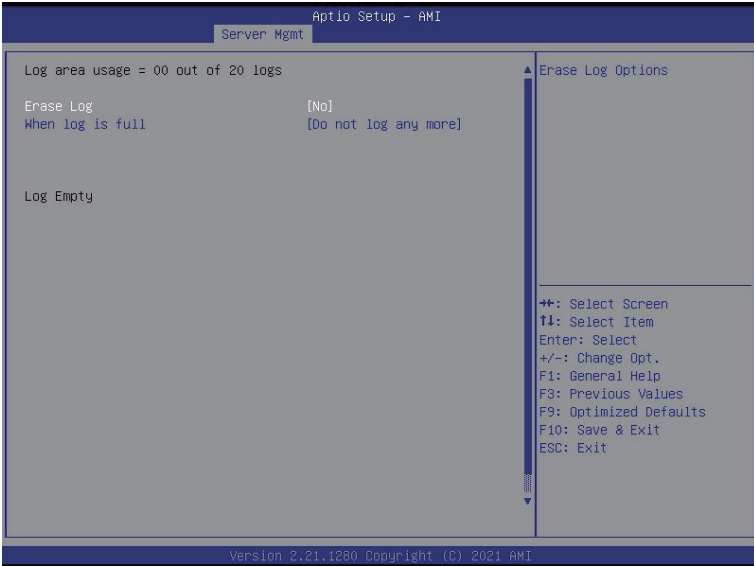 Aptio Setup – AMI
Server Mgmt
Log area usage = 00 out of 20 logs
Erase Log [No]
When log is full [Do not log any more]
Log Empty
Erase Log Options
→←: Select Screen
↑↓: Select Item
Enter: Select
+/-: Change Opt.
F1: General Help
F3: Previous Values
F9: Optimized Defaults
F10: Save & Exit
ESC: Exit
Version 2.21.1280 Copyright (C) 2021 AMI